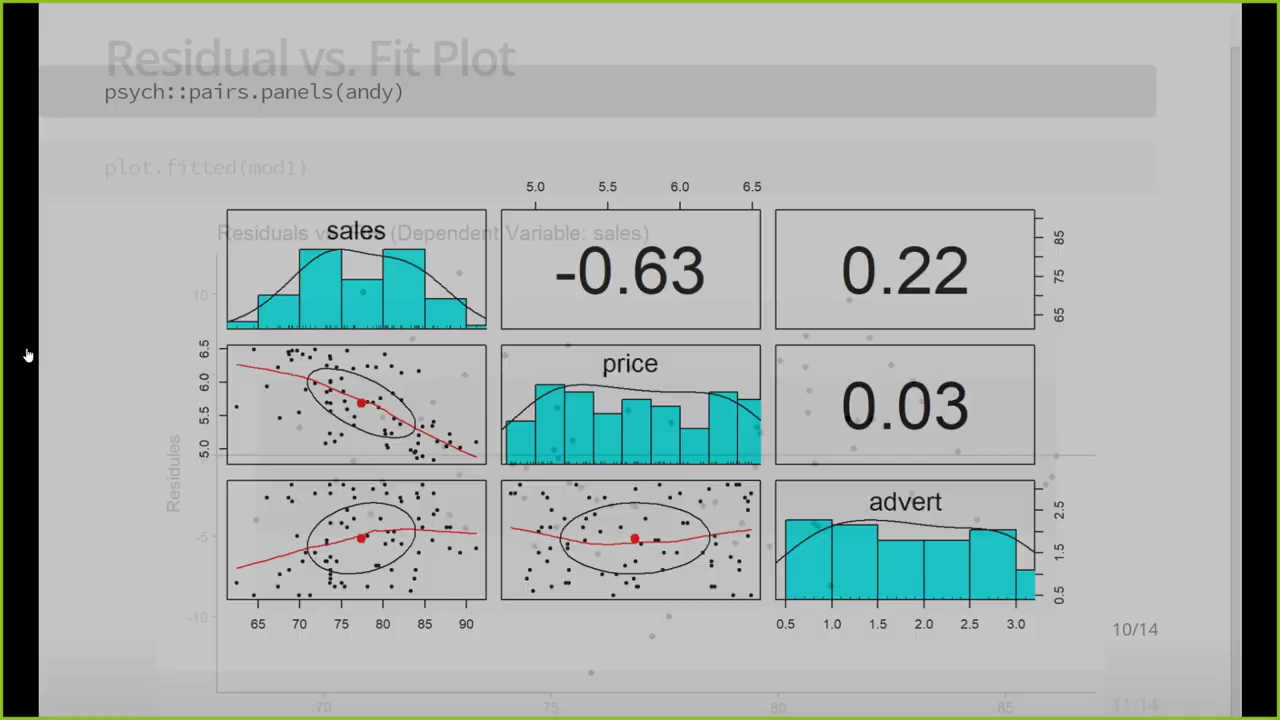 Residual vs. Fit Plot
psych::pairs.panels(andy)
plot.fitted(mod1)
5.0 5.5 6.0 6.5
sales
Residuals vs. (Dependent Variable: sales)
-0.63
0.22
85
75
65
10
6.5
6.0
5.5
5.0
price
0.03
Residules
advert
2.5
1.5
0.5
-5
-10
65 70 75 80 85 90
0.5 1.0 1.5 2.0 2.5 3.0
10/14
70 75 80 85
11/14